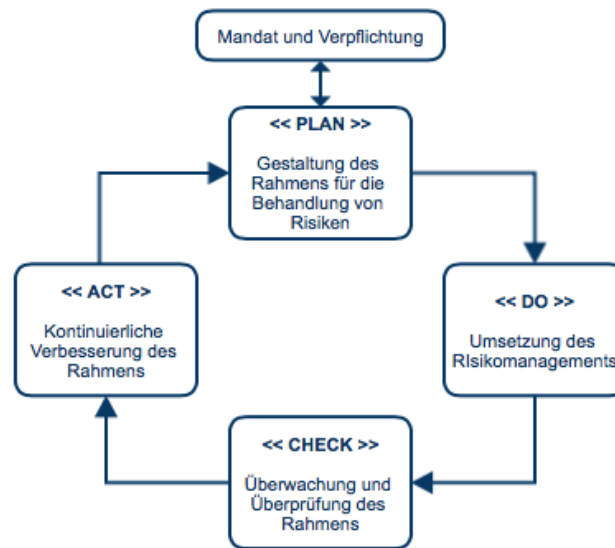 Mandat und Verpflichtung
<< PLAN >>
Gestaltung des
Rahmens für die
Behandlung von
Risiken
<< DO >>
Umsetzung des
RIsikomanagements
<< CHECK >>
Überwachung und
Überprüfung des
Rahmens
<< ACT >>
Kontinuierliche
Verbesserung des
Rahmens